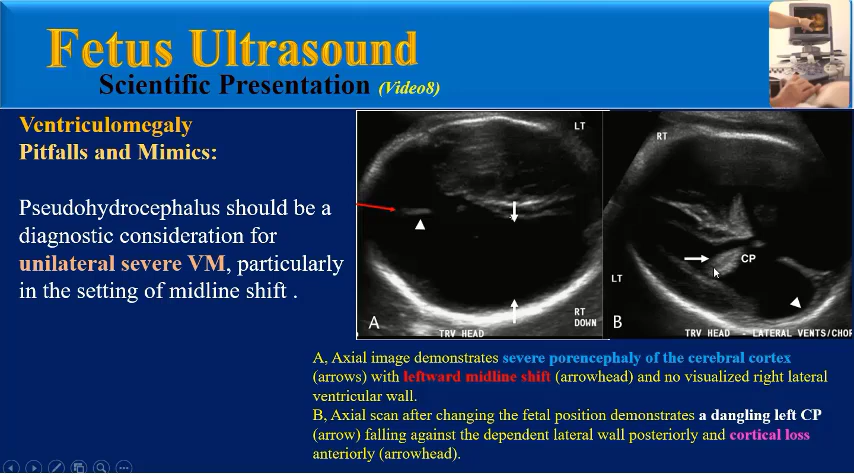 Fetus Ultrasound
Scientific Presentation (Video8)
Ventriculomegaly
Pitfalls and Mimics:
Pseudohydrocephalus should be a
diagnostic consideration for
unilateral severe VM, particularly
in the setting of midline shift .
LT
RT
DOWN
A
TRV HEAD
RT
CP
LT
B
TRV HEAD - LATERAL VENTS/CHOR
A, Axial image demonstrates severe porencephaly of the cerebral cortex
(arrows) with leftward midline shift (arrowhead) and no visualized right lateral
ventricular wall.
B, Axial scan after changing the fetal position demonstrates a dangling left CP
(arrow) falling against the dependent lateral wall posteriorly and cortical loss
anteriorly (arrowhead).